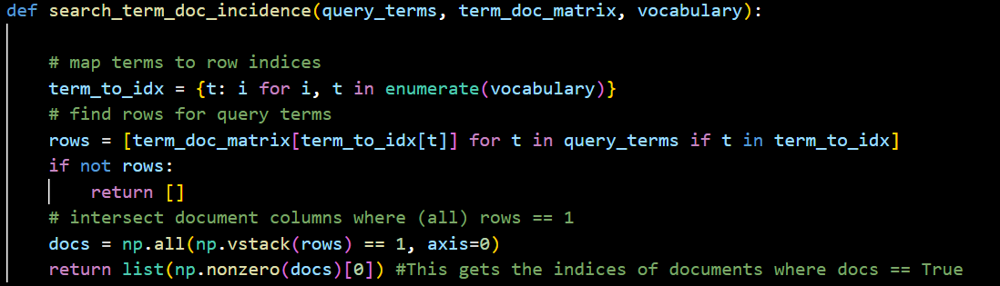 def search_term_doc_incidence(query_terms, term_doc_matrix, vocabulary):
    # map terms to row indices
    term_to_idx = {t: i for i, t in enumerate(vocabulary)}
    # find rows for query terms
    rows = [term_doc_matrix[term_to_idx[t]] for t in query_terms if t in term_to_idx]
    if not rows:
        return []
    # intersect document columns where (all) rows == 1
    docs = np.all(np.vstack(rows) == 1, axis=0)
    return list(np.nonzero(docs)[0]) #This gets the indices of documents where docs == True